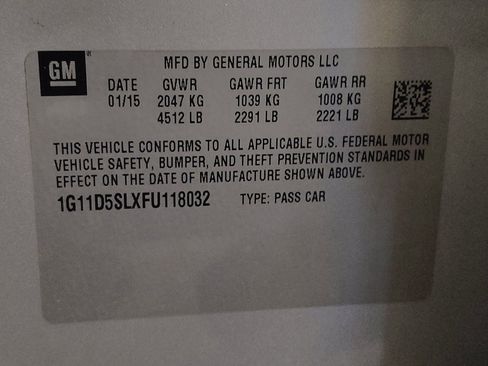 GM
MFD BY GENERAL MOTORS LLC
DATE GVWR GAWR FRT GAWR RR
01/15 2047 KG 1039 KG 1008 KG
4512 LB 2291 LB 2221 LB
THIS VEHICLE CONFORMS TO ALL APPLICABLE U.S. FEDERAL MOTOR
VEHICLE SAFETY, BUMPER, AND THEFT PREVENTION STANDARDS IN
EFFECT ON THE DATE OF MANUFACTURE SHOWN ABOVE.
1G11D5SLXFU118032 TYPE: PASS CAR